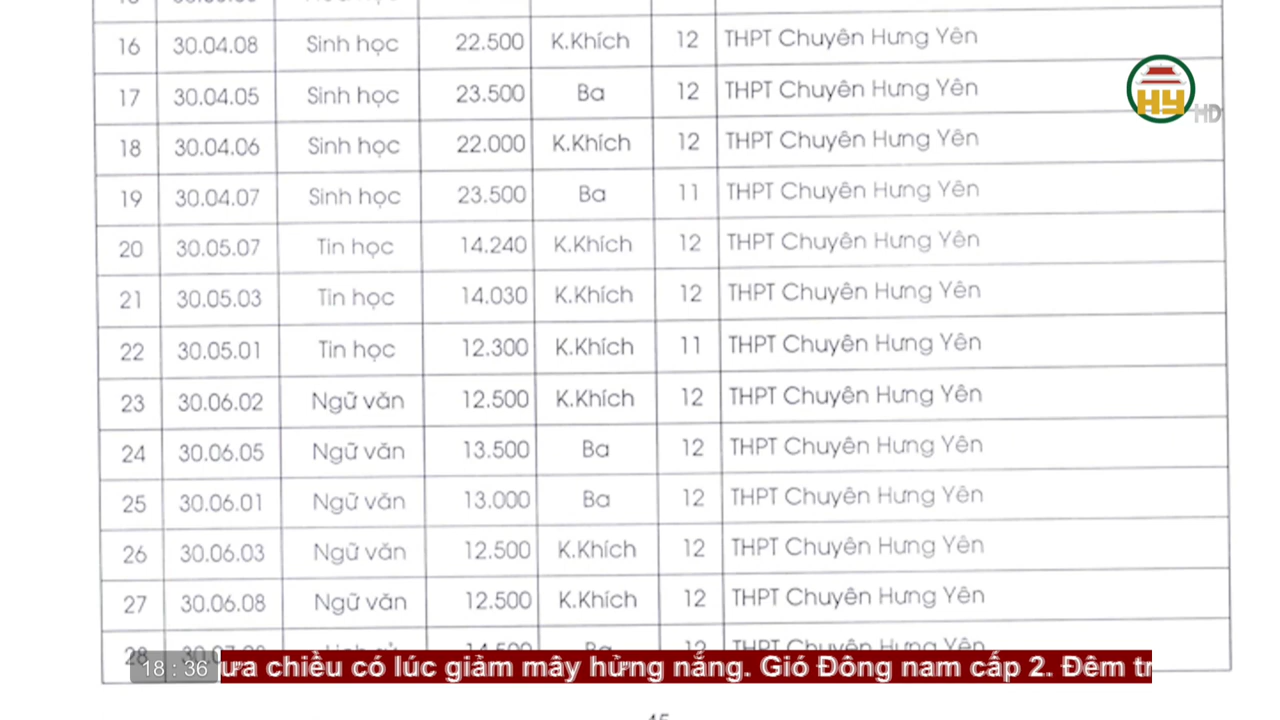 16 30.04.08 Sinh học 22.500 K.Khích 12 THPT Chuyên Hưng Yên
17 30.04.05 Sinh học 23.500 Ba 12 THPT Chuyên Hưng Yên
HY HD
18 30.04.06 Sinh học 22.000 K.Khích 12 THPT Chuyên Hưng Yên
19 30.04.07 Sinh học 23.500 Ba 11 THPT Chuyên Hưng Yên
20 30.05.07 Tin học 14.240 K.Khích 12 THPT Chuyên Hưng Yên
21 30.05.03 Tin học 14.030 K.Khích 12 THPT Chuyên Hưng Yên
22 30.05.01 Tin học 12.300 K.Khích 11 THPT Chuyên Hưng Yên
23 30.06.02 Ngữ văn 12.500 K.Khích 12 THPT Chuyên Hưng Yên
24 30.06.05 Ngữ văn 13.500 Ba 12 THPT Chuyên Hưng Yên
25 30.06.01 Ngữ văn 13.000 Ba 12 THPT Chuyên Hưng Yên
26 30.06.03 Ngữ văn 12.500 K.Khích 12 THPT Chuyên Hưng Yên
27 30.06.08 Ngữ văn 12.500 K.Khích 12 THPT Chuyên Hưng Yên
28 12 THPT Chuyên Hưng Yên
18 : 36 ưa chiều có lúc giảm mây hửng nắng. Gió Đông nam cấp 2. Đêm tr